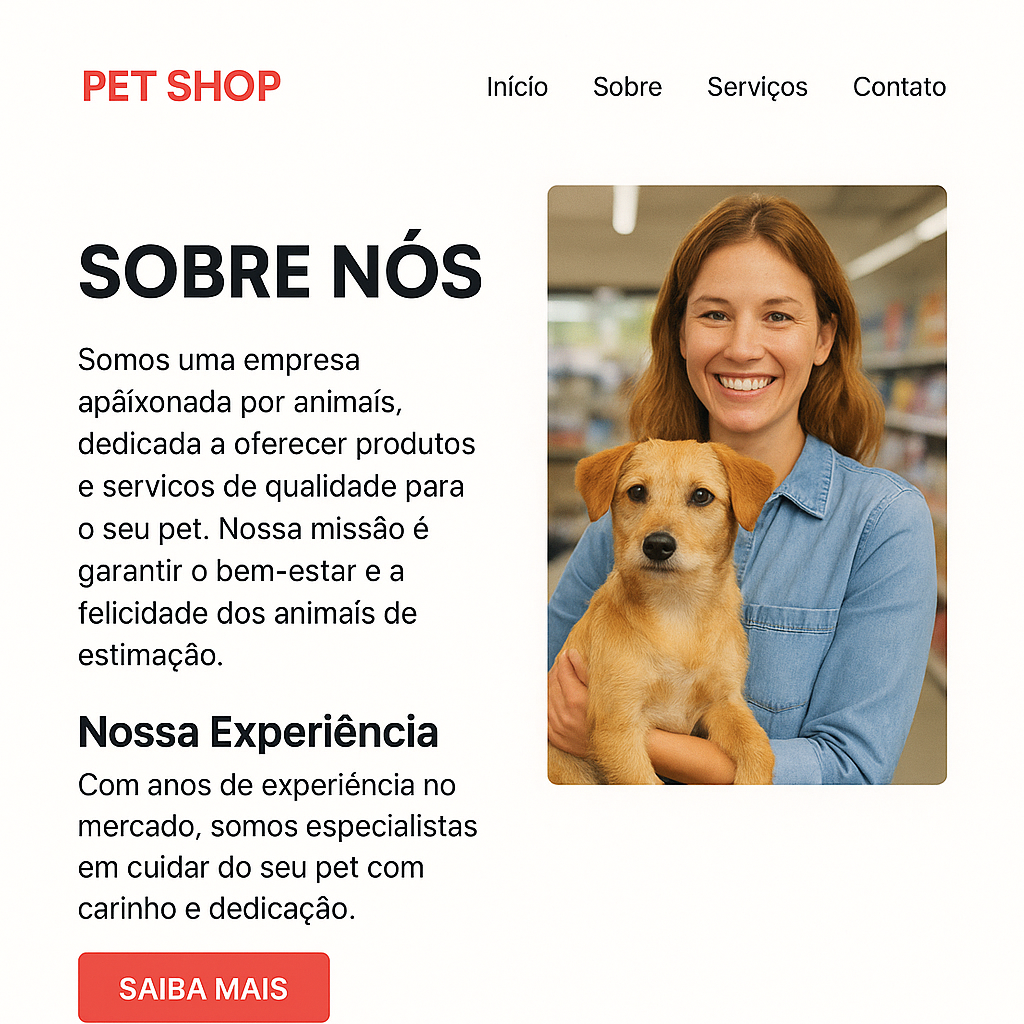 PET SHOP
Inícío Sobre Serviços Contato
SOBRE NÓS
Somos uma empresa
apâíxonada por animaís,
dedicada a oferecer produtos
e servicos de qualidade para
o seu pet. Nossa missâo é
garantir o bem-estar e a
felicidade dos animaís de
estimaçâo.
Nossa Experiência
Com anos de experiéncia no
mercado, somos especialistas
em cuidar do seu pet com
carinho e dedicaçâo.
SAIBA MAIS